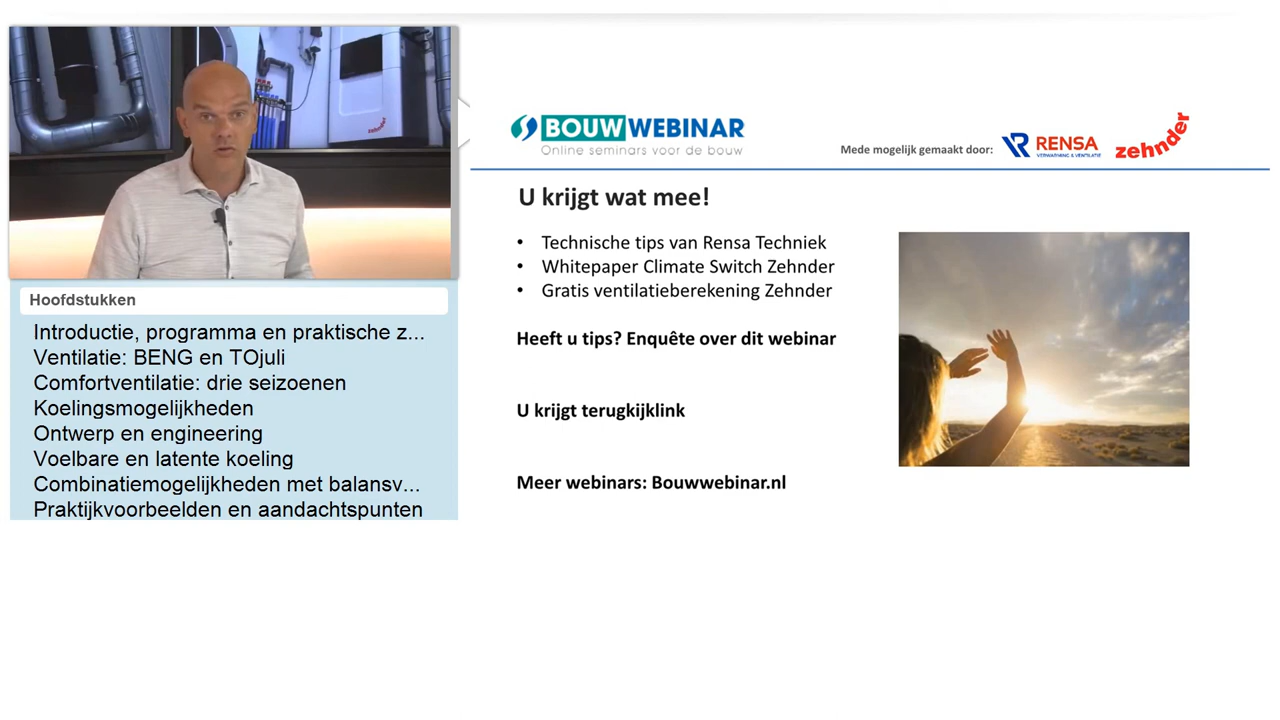 zehnder
Hoofdstukken
Introductie, programma en praktische z...
Ventilatie: BENG en TOjuli
Comfortventilatie: drie seizoenen
Koelingsmogelijkheden
Ontwerp en engineering
Voelbare en latente koeling
Combinatiemogelijkheden met balansv...
Praktijkvoorbeelden en aandachtspunten
BOUWWEBINAR
Online seminars voor de bouw
Mede mogelijk gemaakt door:
RENSA
VERWARMING & VENTILATIE
zehnder
U krijgt wat mee!
• Technische tips van Rensa Techniek
• Whitepaper Climate Switch Zehnder
• Gratis ventilatieberekening Zehnder
Heeft u tips? Enquête over dit webinar
U krijgt terugkijklink
Meer webinars: Bouwwebinar.nl